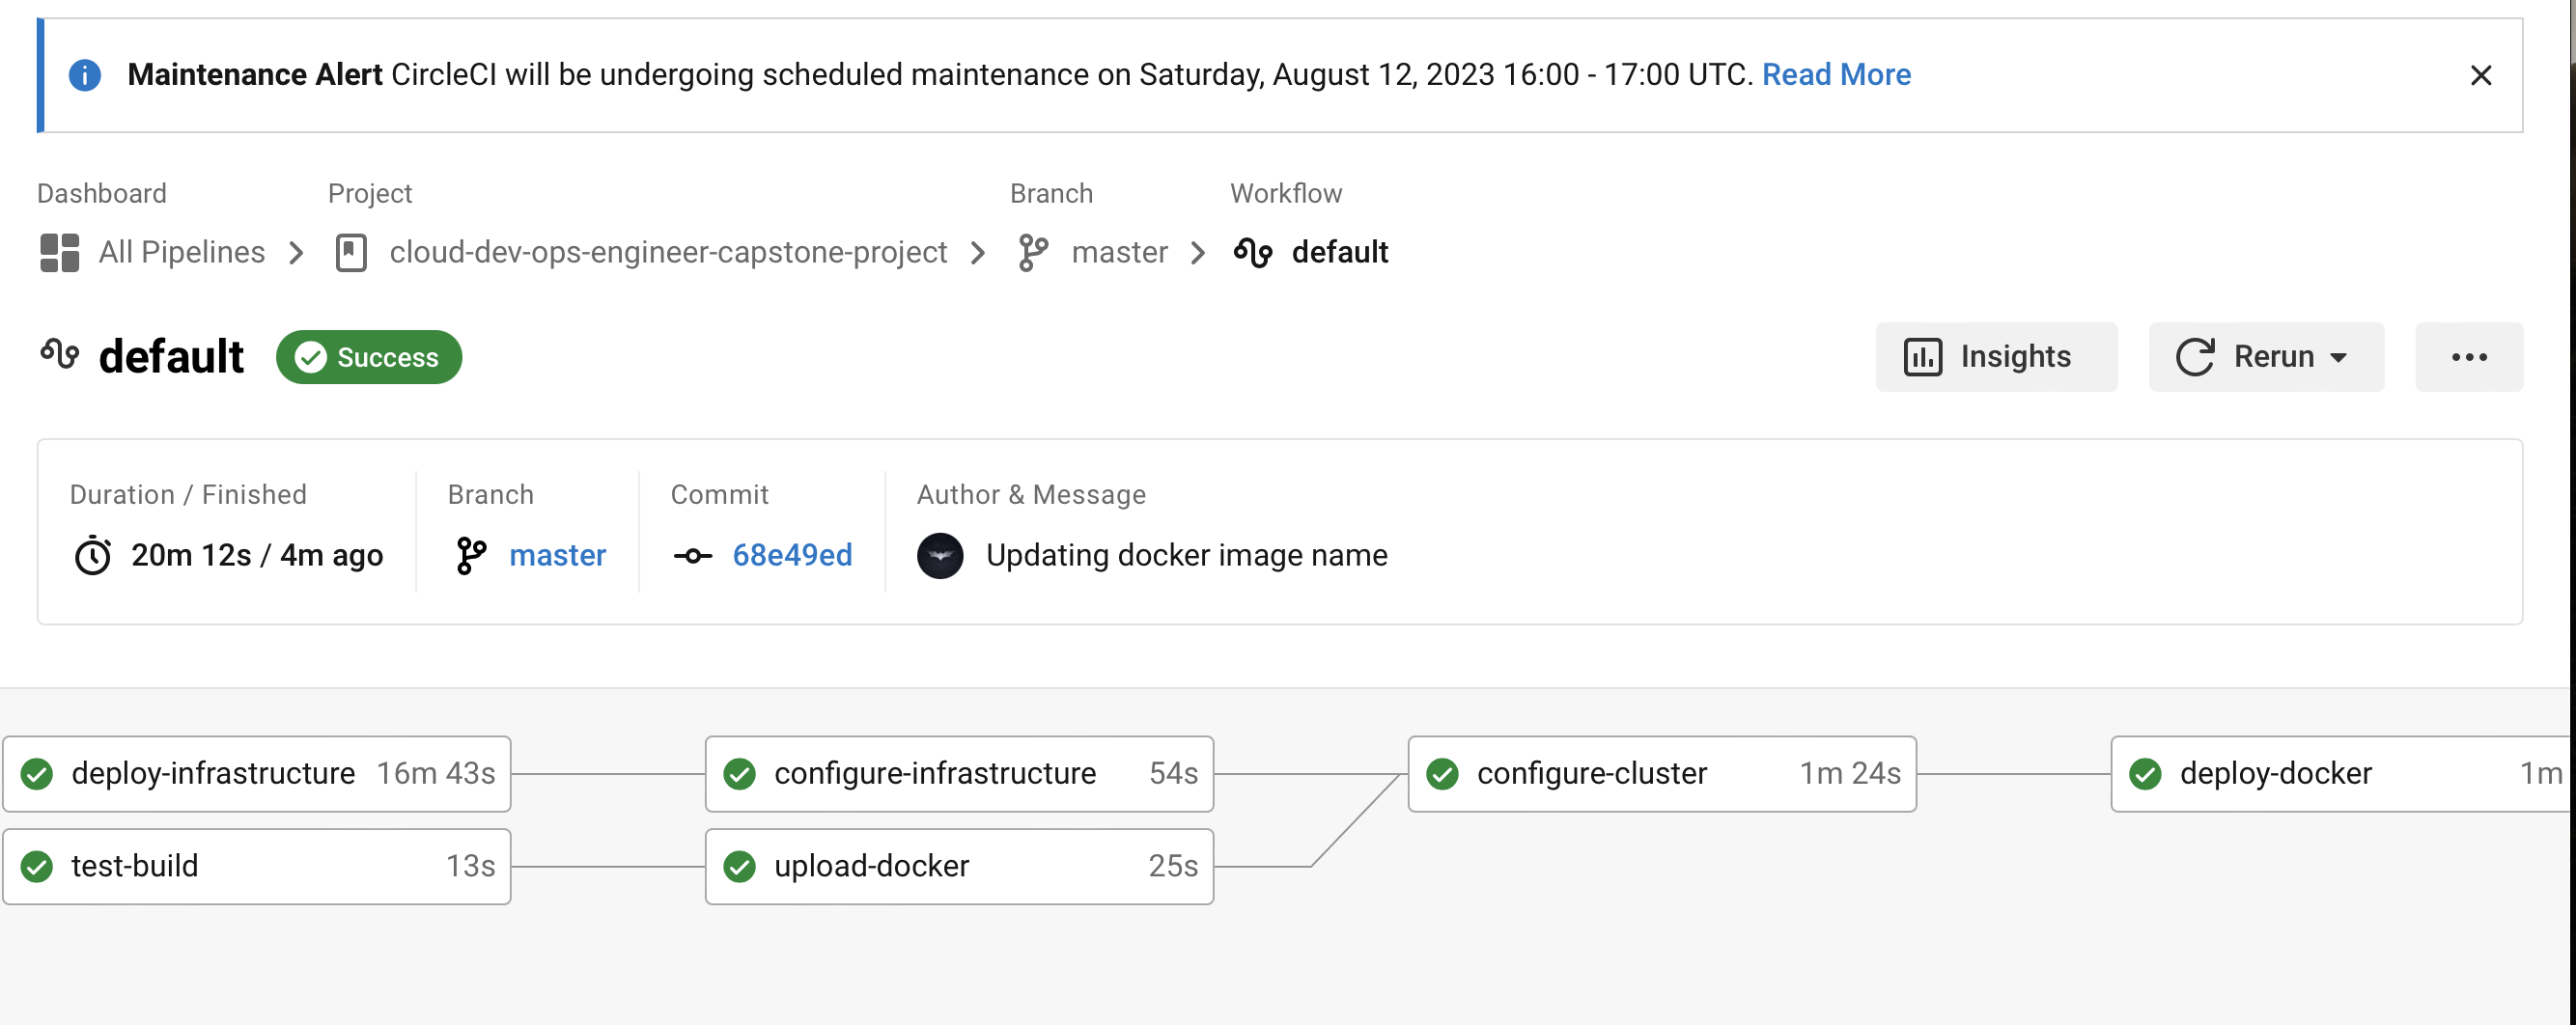 Maintenance Alert CircleCI will be undergoing scheduled maintenance on Saturday, August 12, 2023 16:00 - 17:00 UTC. Read More
Dashboard Project Branch Workflow
All Pipelines cloud-dev-ops-engineer-capstone-project master default
default Success Insights Rerun
Duration / Finished Branch Commit Author & Message
20m 12s / 4m ago master 68e49ed Updating docker image name
deploy-infrastructure 16m 43s configure-infrastructure 54s configure-cluster 1m 24s deploy-docker 1m
test-build 13s upload-docker 25s